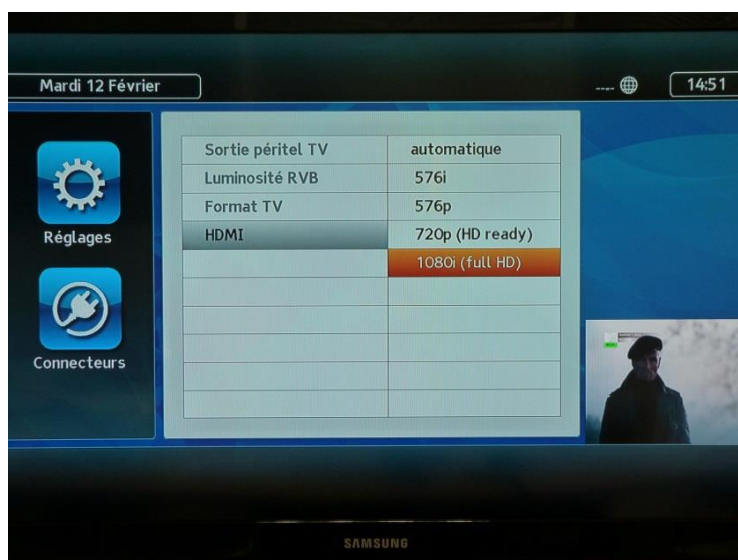 Mardi 12 Février
---- 14:51
Sortie péritel TV automatique
Luminosité RVB 576i
Format TV 576p
HDMI 720p (HD ready)
1080i (full HD)
Réglages
Connecteurs
SAMSUNG